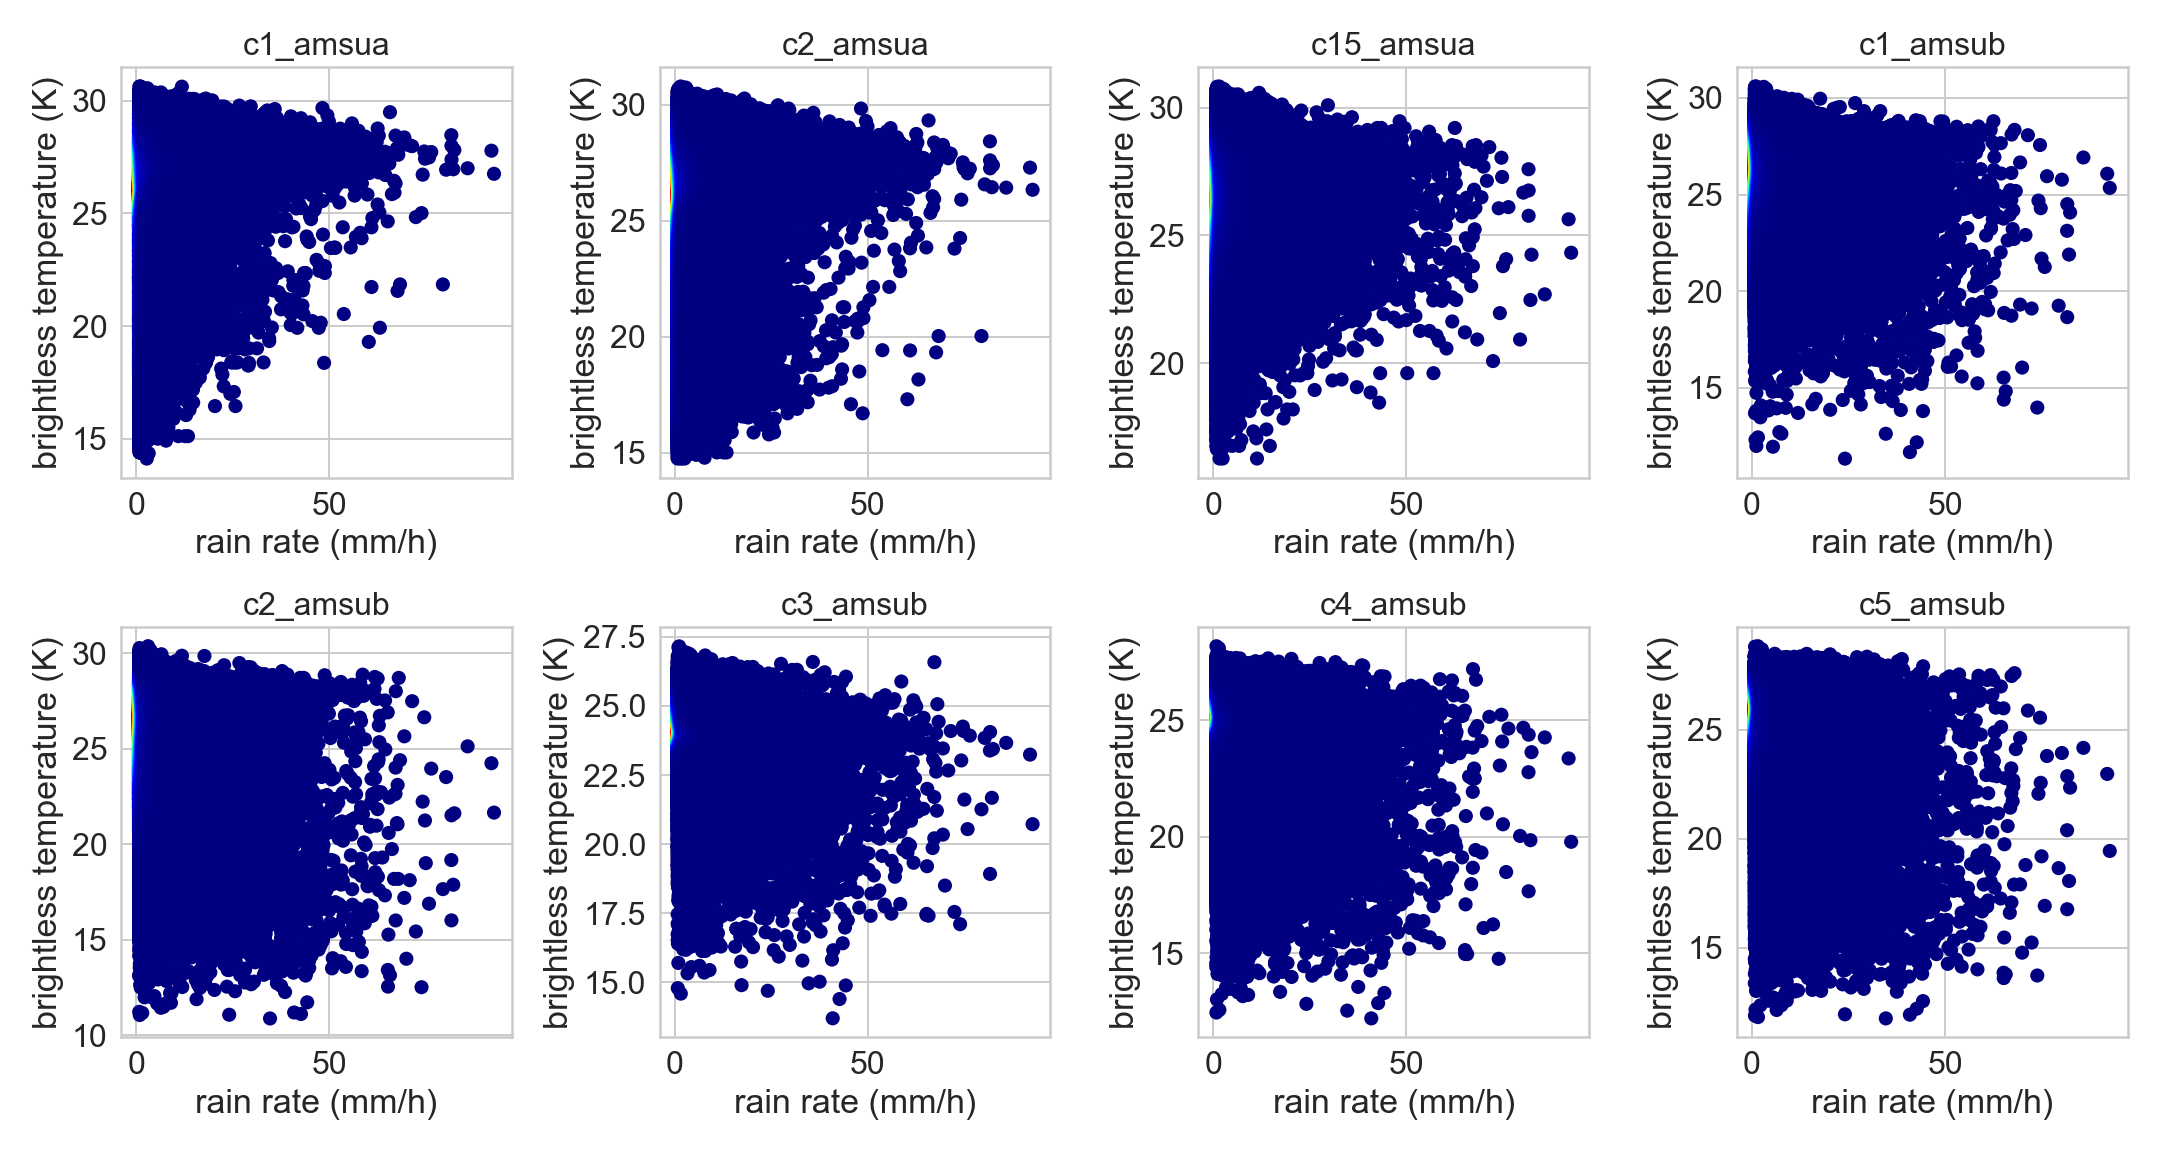 c1_amsua
c2_amsua
c15_amsua
c1_amsub
brightless temperature (K)
30
25
20
15
0
50
rain rate (mm/h)
brightless temperature (K)
30
25
20
15
0
50
rain rate (mm/h)
brightless temperature (K)
30
25
20
0
50
rain rate (mm/h)
brightless temperature (K)
30
25
20
15
0
50
rain rate (mm/h)
c2_amsub
c3_amsub
c4_amsub
c5_amsub
brightless temperature (K)
30
25
20
15
10
0
50
rain rate (mm/h)
brightless temperature (K)
27.5
25.0
22.5
20.0
17.5
15.0
0
50
rain rate (mm/h)
brightless temperature (K)
25
20
15
0
50
rain rate (mm/h)
brightless temperature (K)
25
20
15
0
50
rain rate (mm/h)